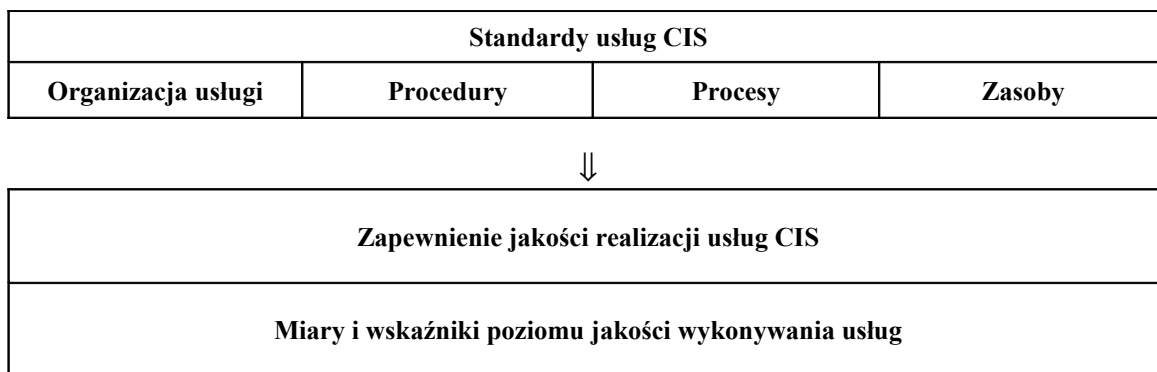 Standardy usług CIS
Organizacja usługi Procedury Procesy Zasoby
⇓
Zapewnienie jakości realizacji usług CIS
Miary i wskaźniki poziomu jakości wykonywania usług